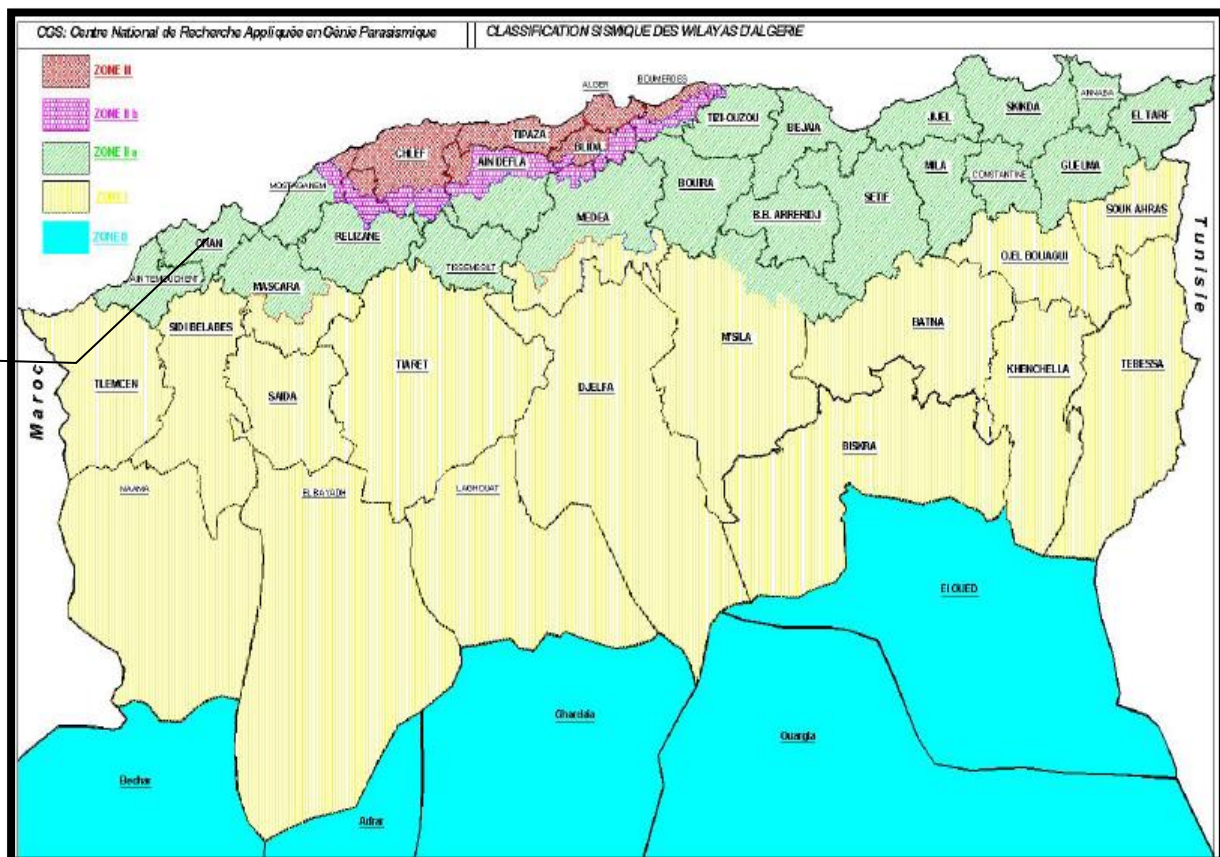 CGS: Centre National de Recherche Appliquée en Génie Parasismique
CLASSIFICATION SISMIQUE DES WILAYAS D'ALGERIE
ZONE III
ZONE II b
ZONE II a
ZONE I
ZONE 0
ALGER
BOUMERDES
TIPAZA
BLIDA
CHLEF
AIN DEFLA
TIZI-OUZOU
BEJAIA
JIJEL
SKIKDA
ANNABA
EL TARF
MOSTAGANEM
BOUIRA
SETIF
MILA
CONSTANTINE
GUELMA
MEDEA
B.B. ARRERIDJ
SOUK AHRAS
ORAN
RELIZANE
TISSEMSSILT
AIN TEMOUCHENT
MASCARA
OJEL BOUAGUI
SIDI BELABES
BATNA
Tunisie
Maroc
TLEMCEN
SAIDA
TIARET
DJELFA
M'SILA
KHENCHELLA
TEBESSA
BISKRA
NAAMA
EL BAYADH
LAGHOUAT
El OUED
Ghardaia
Ouargla
Bechar
Adrar